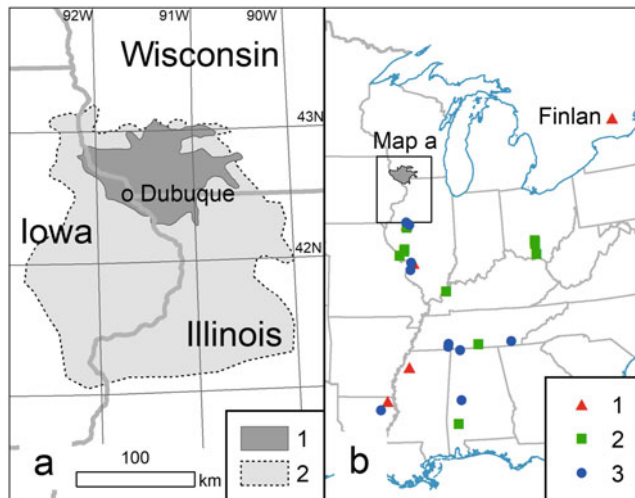 92W 91W 90W
Wisconsin
43N
o Dubuque
Iowa
42N
Illinois
1
2
a
100
km
Finlan
Map a
1
2
3
b